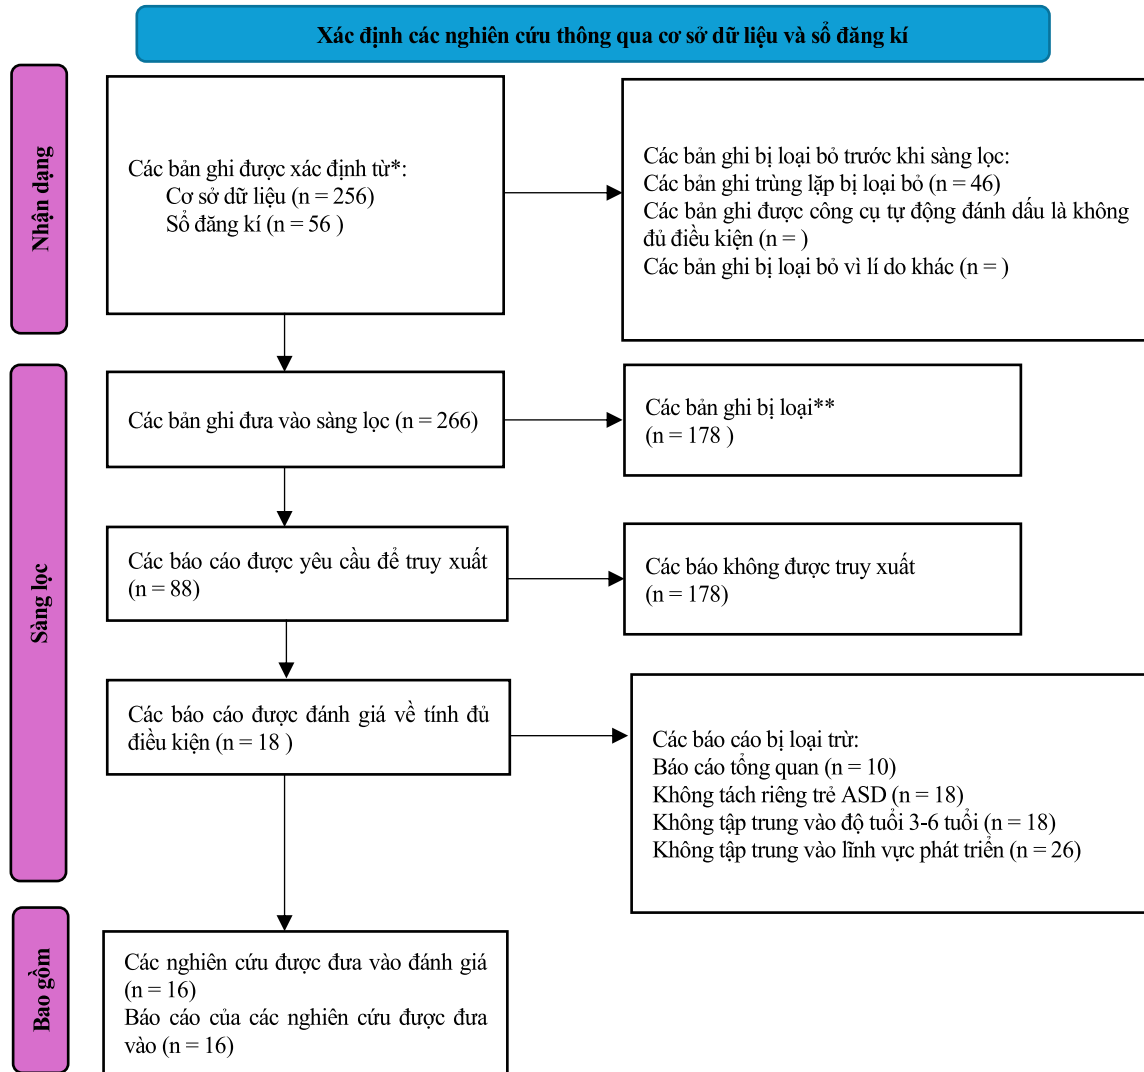 Xác định các nghiên cứu thông qua cơ sở dữ liệu và sổ đăng kí
Nhận dạng
Các bản ghi được xác định từ*:
Cơ sở dữ liệu (n = 256)
Sổ đăng kí (n = 56 )
Các bản ghi bị loại bỏ trước khi sàng lọc:
Các bản ghi trùng lặp bị loại bỏ (n = 46)
Các bản ghi được công cụ tự động đánh dấu là không
đủ điều kiện (n = )
Các bản ghi bị loại bỏ vì lí do khác (n = )
Sàng lọc
Các bản ghi đưa vào sàng lọc (n = 266)
Các bản ghi bị loại**
(n = 178 )
Các báo cáo được yêu cầu để truy xuất
(n = 88)
Các báo không được truy xuất
(n = 178)
Các báo cáo được đánh giá về tính đủ
điều kiện (n = 18 )
Các báo cáo bị loại trừ:
Báo cáo tổng quan (n = 10)
Không tách riêng trẻ ASD (n = 18)
Không tập trung vào độ tuổi 3-6 tuổi (n = 18)
Không tập trung vào lĩnh vực phát triển (n = 26)
Bao gồm
Các nghiên cứu được đưa vào đánh giá
(n = 16)
Báo cáo của các nghiên cứu được đưa
vào (n = 16)